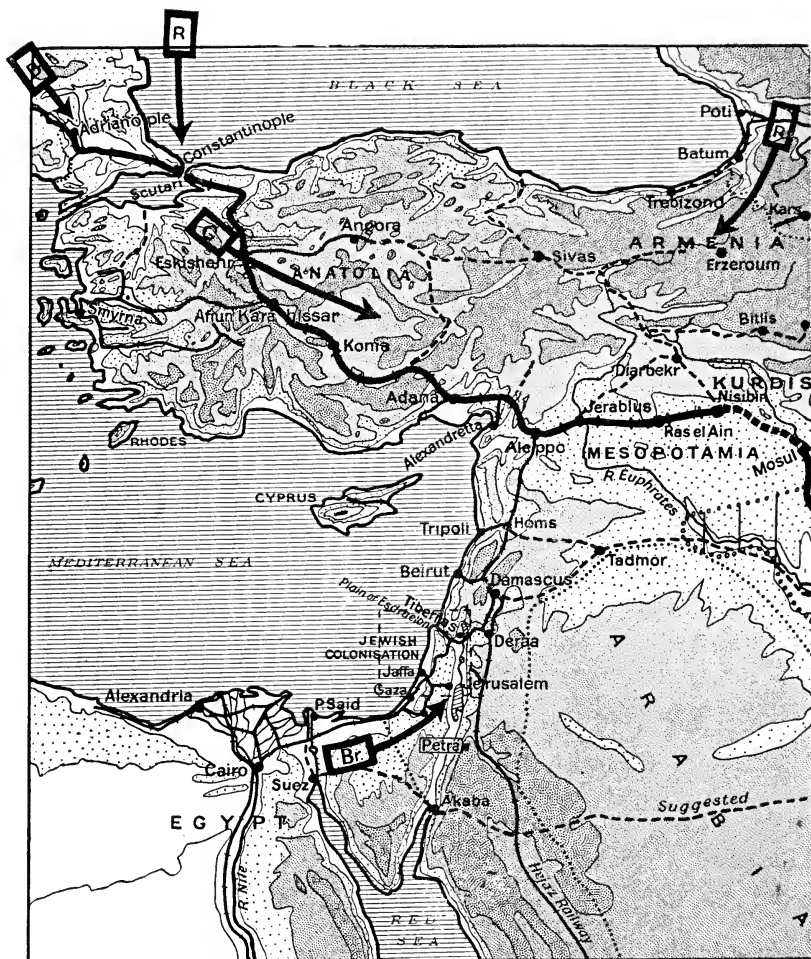 R
B
BLACK SEA
Adrianople
Constantinople
Poti
R
Scutari
Batum
Trebizond
Kars
G
Angora
ARMENIA
Eskishehr
ANATOLIA
Sivas
Erzeroum
Smyrna
Afiun Kara hissar
Bitlis
Konia
Diarbekr
KURDIS
Adana
Jerablus
Nisibin
RHODES
Alexandretta
Aleppo
Ras el Ain
MESOPOTAMIA
Mosul
R. Euphrates
CYPRUS
Tripoli
Homs
MEDITERRANEAN SEA
Tadmor
Beirut
Damascus
Plain of Esdraelon
Tiberias
JEWISH
COLONISATION
Deraa
Jaffa
Gaza
Jerusalem
Alexandria
P.Said
Petra
Br.
Cairo
Suez
Akaba
Suggested
EGYPT
R. Nile
Hejaz Railway
RED
SEA
ARABIA